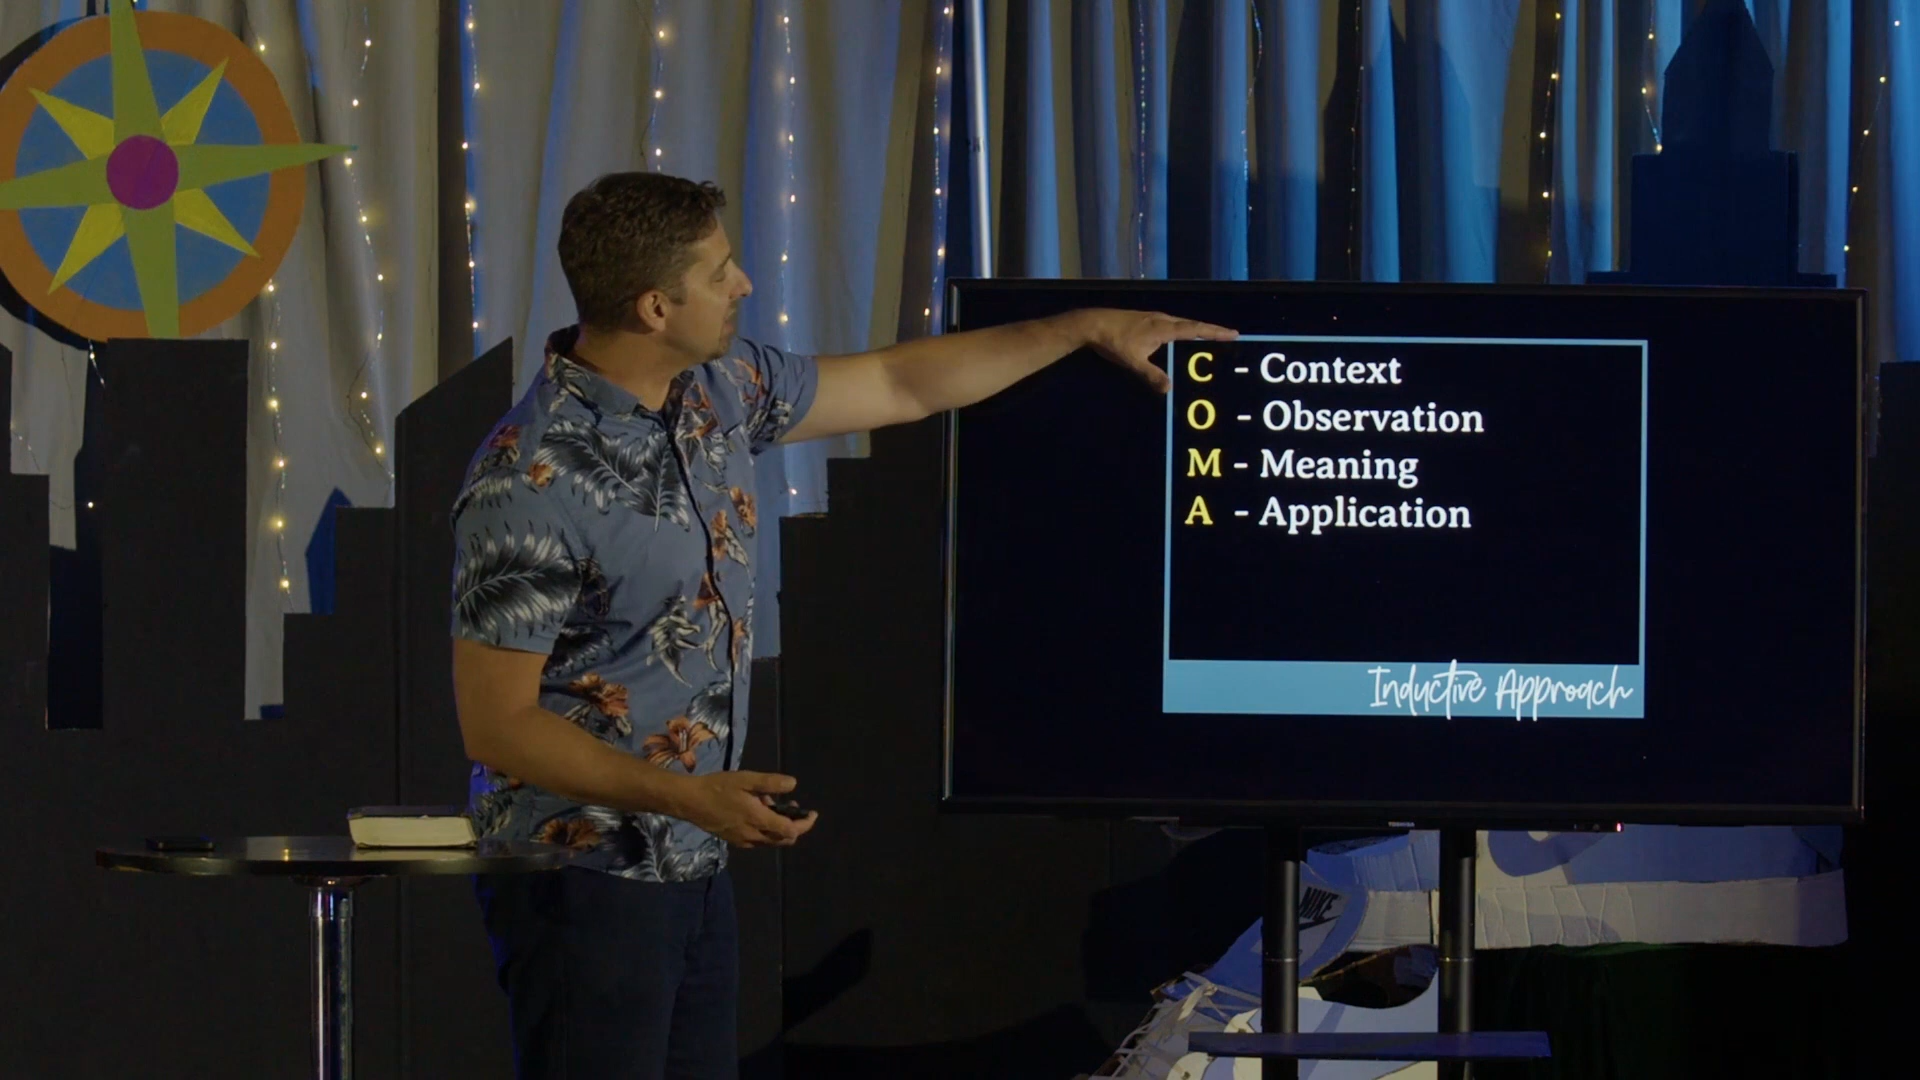 C - Context
O - Observation
M - Meaning
A - Application
Inductive Approach
TOSHIBA
NIKE